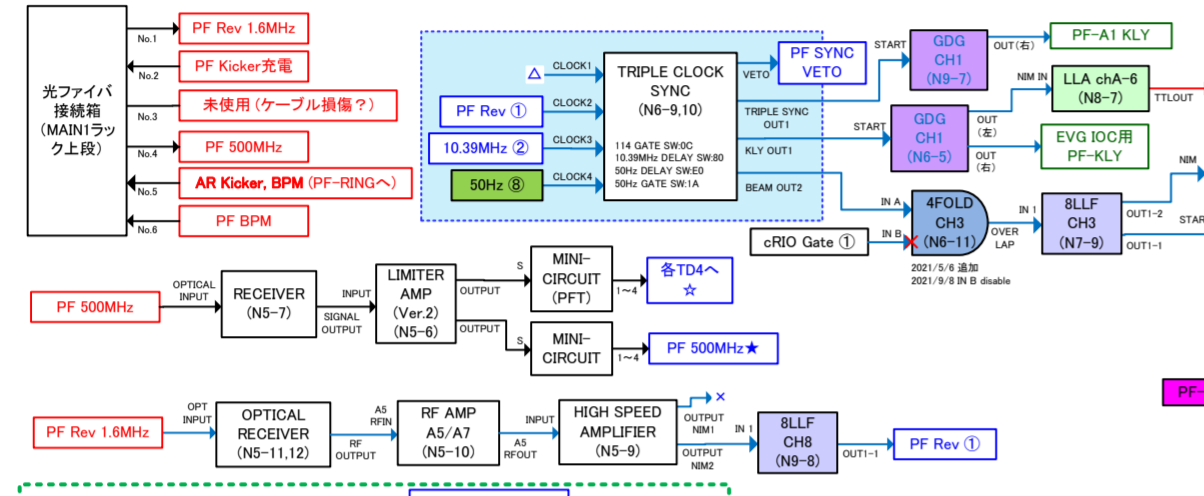 光ファイバ
接続箱
(MAIN1ラッ
ク上段)
No.1
PF Rev 1.6MHz
No.2
PF Kicker充電
No.3
未使用 (ケーブル損傷?)
No.4
PF 500MHz
No.5
AR Kicker, BPM (PF-RINGへ)
No.6
PF BPM
△
CLOCK1
PF Rev ①
CLOCK2
10.39MHz ②
CLOCK3
50Hz ⑧
CLOCK4
TRIPLE CLOCK
SYNC
(N6-9,10)
114 GATE SW:0C
10.39MHz DELAY SW:80
50Hz DELAY SW:E0
50Hz GATE SW:1A
VETO
PF SYNC
VETO
TRIPLE SYNC
OUT1
KLY OUT1
BEAM OUT2
START
GDG
CH1
(N9-7)
OUT(右)
PF-A1 KLY
START
GDG
CH1
(N6-5)
OUT
(左)
OUT
(右)
NIM IN
LLA chA-6
(N8-7)
TTLOUT
EVG IOC用
PF-KLY
cRIO Gate ①
IN A
IN B
4FOLD
CH3
(N6-11)
OVER
LAP
2021/5/6 追加
2021/9/8 IN B disable
IN 1
8LLF
CH3
(N7-9)
OUT1-2
OUT1-1
NIM
STAR
PF 500MHz
OPTICAL
INPUT
RECEIVER
(N5-7)
SIGNAL
OUTPUT
INPUT
LIMITER
AMP
(Ver.2)
(N5-6)
OUTPUT
OUTPUT
S
MINI-
CIRCUIT
(PFT)
1~4
各TD4へ
☆
S
MINI-
CIRCUIT
1~4
PF 500MHz★
PF-
PF Rev 1.6MHz
OPT
INPUT
OPTICAL
RECEIVER
(N5-11,12)
RF
OUTPUT
A5
RFIN
RF AMP
A5/A7
(N5-10)
A5
RFOUT
INPUT
HIGH SPEED
AMPLIFIER
(N5-9)
×
OUTPUT
NIM1
OUTPUT
NIM2
IN 1
8LLF
CH8
(N9-8)
OUT1-1
PF Rev ①